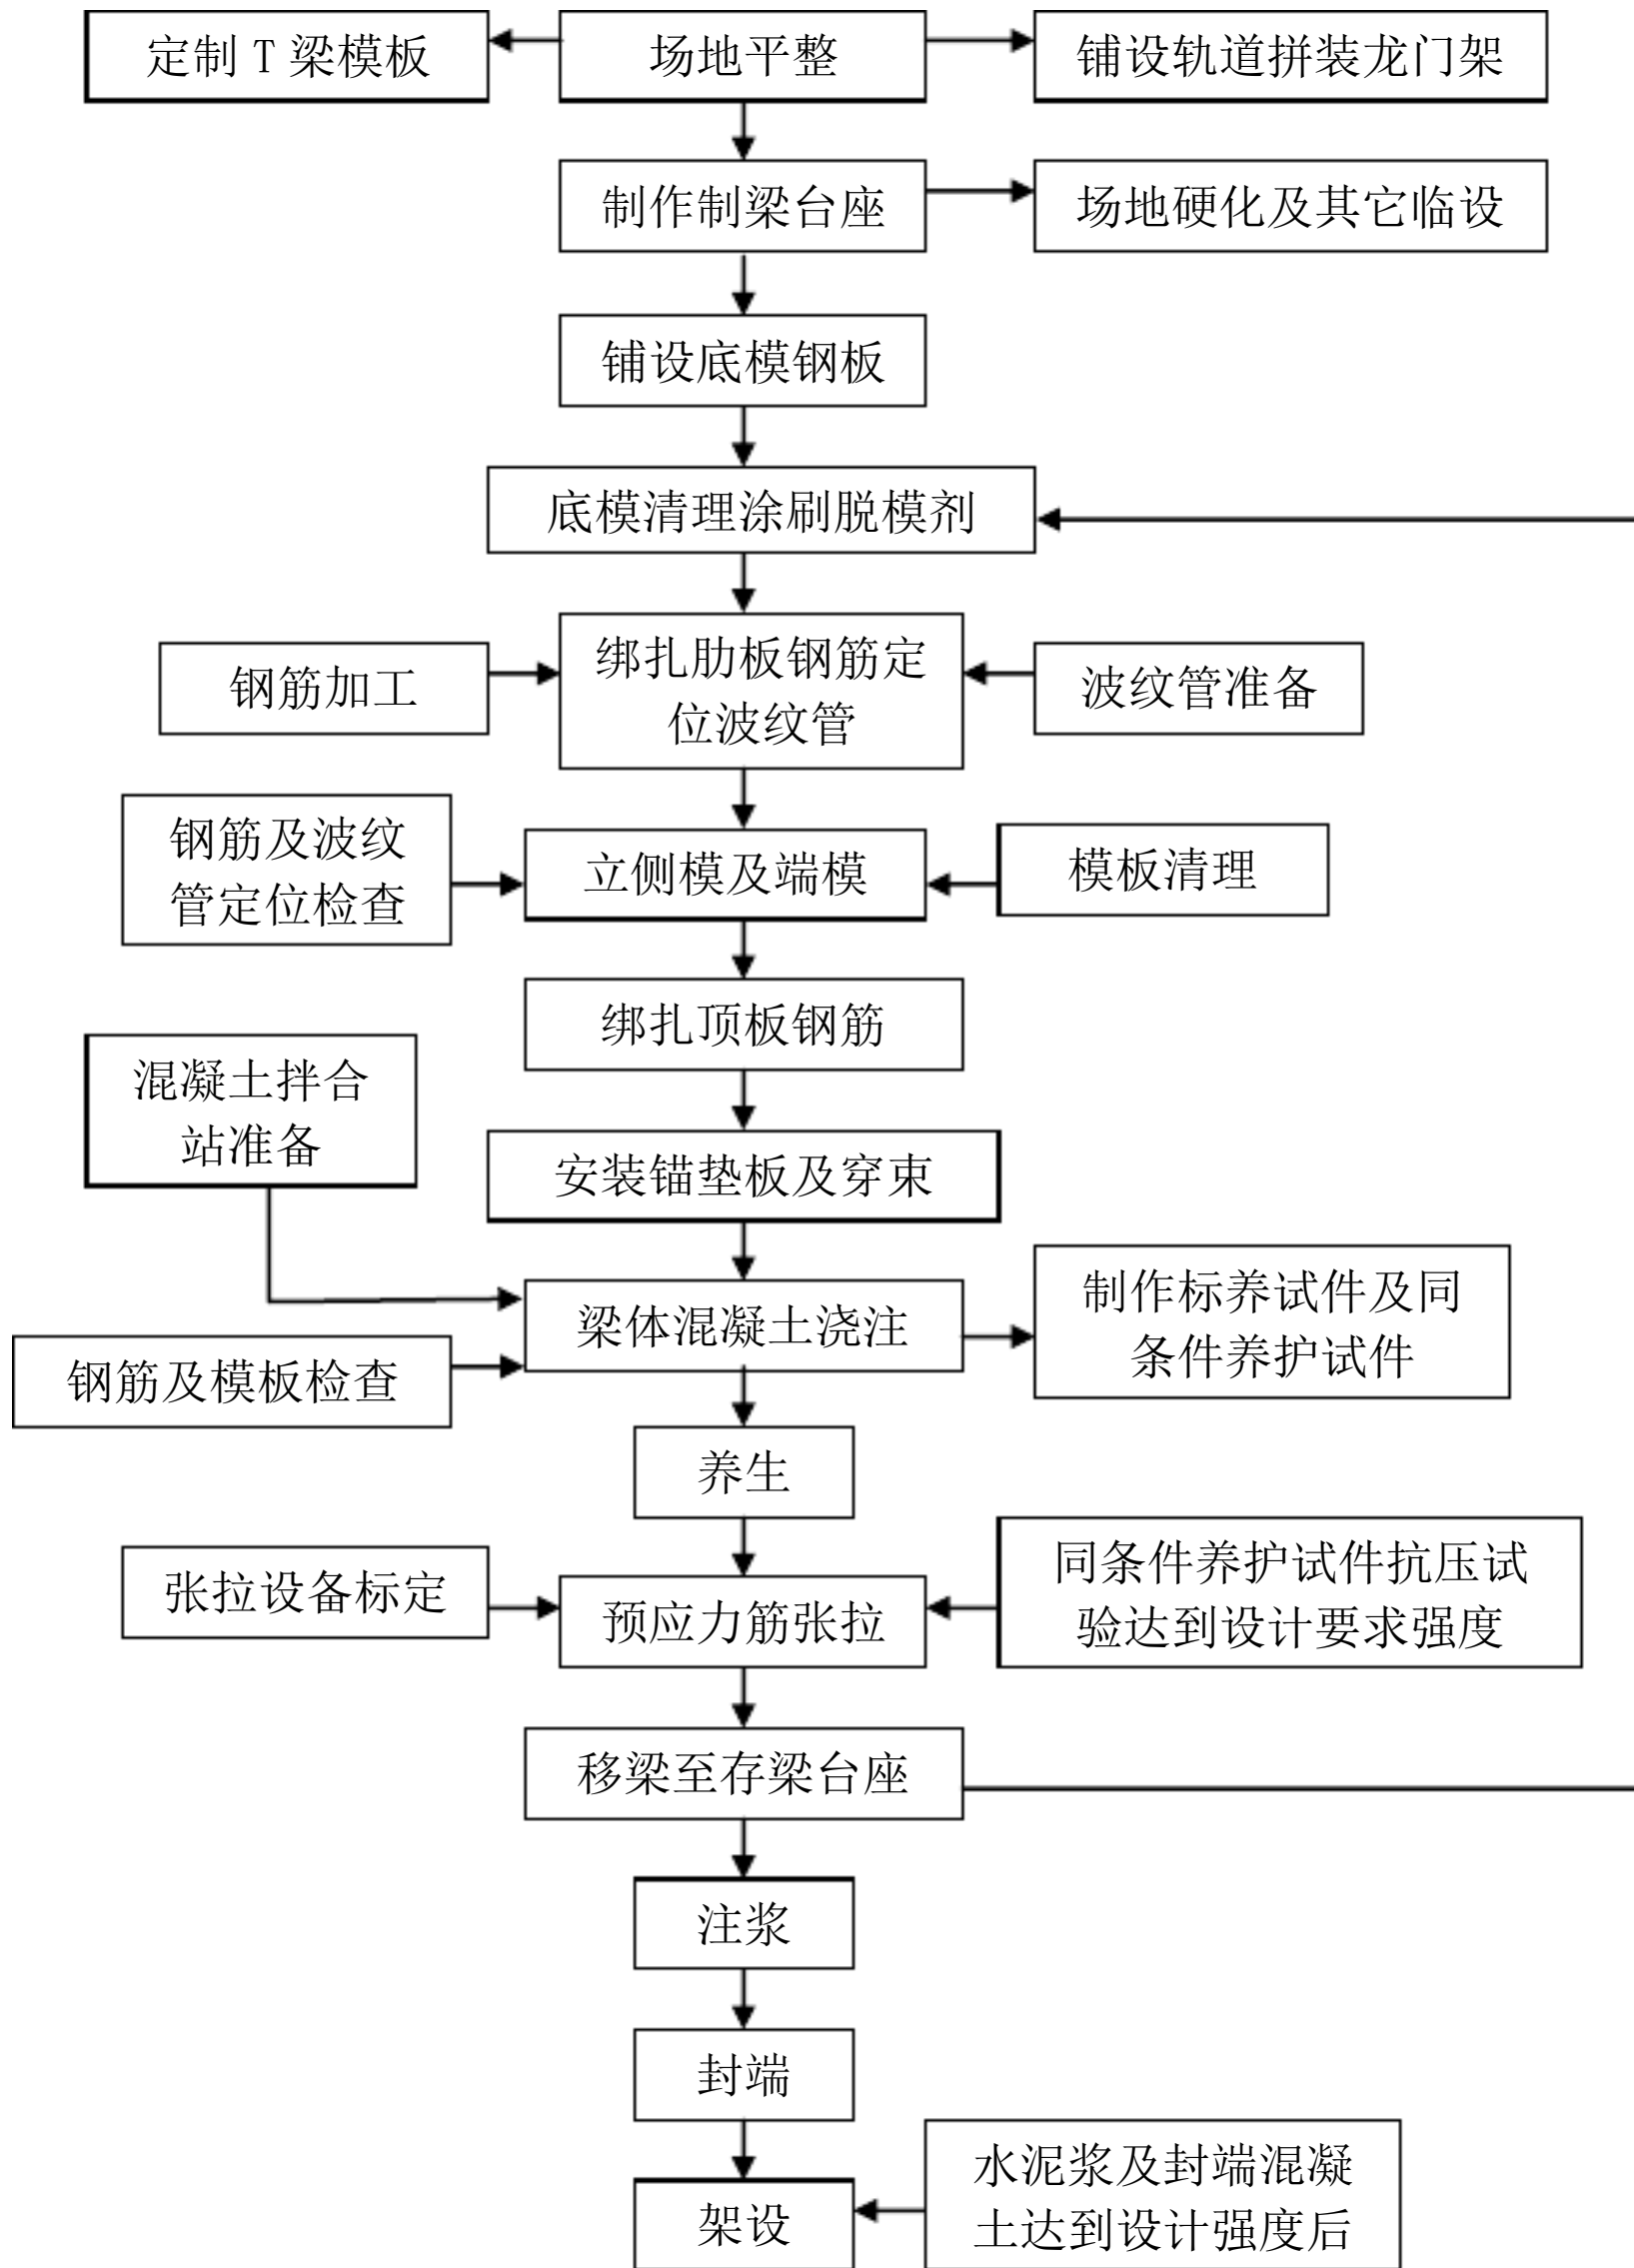 定制 T 梁模板
场地平整
铺设轨道拼装龙门架
制作制梁台座
场地硬化及其它临设
铺设底模钢板
底模清理涂刷脱模剂
钢筋加工
绑扎肋板钢筋定
位波纹管
波纹管准备
钢筋及波纹
管定位检查
立侧模及端模
模板清理
绑扎顶板钢筋
混凝土拌合
站准备
安装锚垫板及穿束
梁体混凝土浇注
制作标养试件及同
条件养护试件
钢筋及模板检查
养生
张拉设备标定
预应力筋张拉
同条件养护试件抗压试
验达到设计要求强度
移梁至存梁台座
注浆
封端
架设
水泥浆及封端混凝
土达到设计强度后